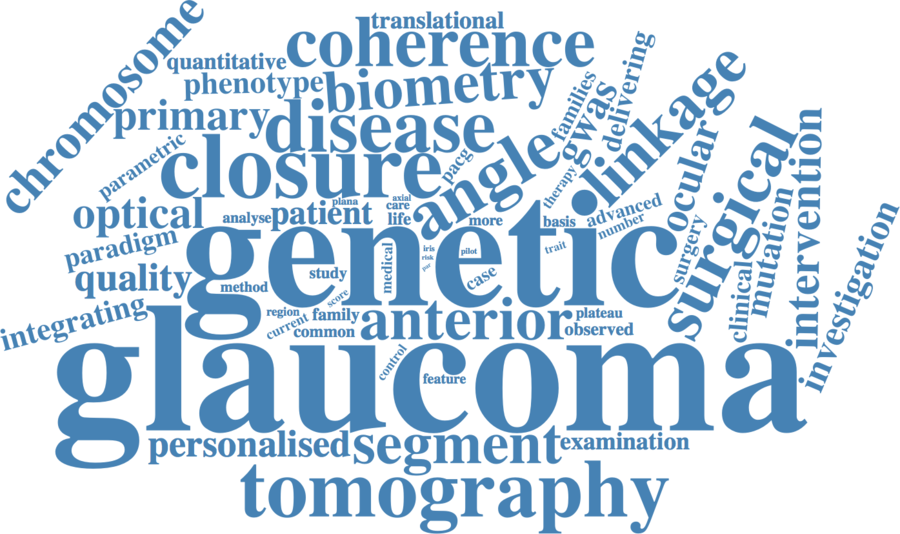 translational
coherence
chromosome
quantitative
phenotype
biometry
families
delivering
primary
disease
gwas
linkage
parametric
closure
pacg
angle
therapy
ocular
surgical
intervention
optical
analyse
patient
plana
axial
care
life
more
basis
advanced
number
paradigm
genetic
trait
surgery
mutation
investigation
quality
method
study
score
medical
iris
risk
pilot
case
clinical
integrating
region
current
family
common
anterior
plateau
observed
glaucoma
control
feature
personalised
segment
examination
tomography